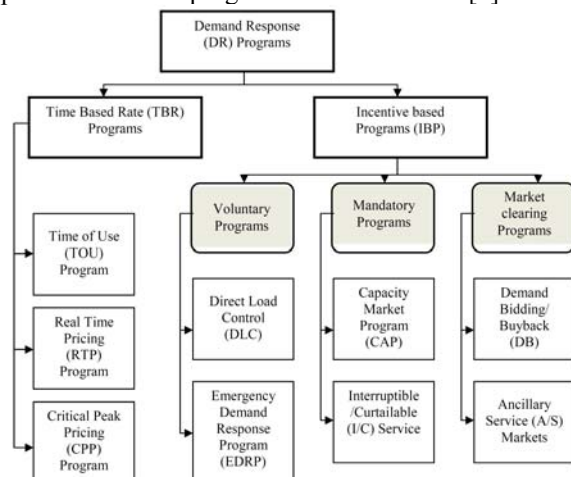 Demand Response
(DR) Programs
Time Based Rate (TBR)
Programs
Incentive based
Programs (IBP)
Voluntary
Programs
Mandatory
Programs
Market
clearing
Programs
Time of Use
(TOU)
Program
Direct Load
Control
(DLC)
Capacity
Market
Program
(CAP)
Demand
Bidding/
Buyback
(DB)
Real Time
Pricing
(RTP)
Program
Emergency
Demand
Response
Program
(EDRP)
Interruptible
/Curtailable
(I/C) Service
Ancillary
Service (A/S)
Markets
Critical Peak
Pricing
(CPP)
Program